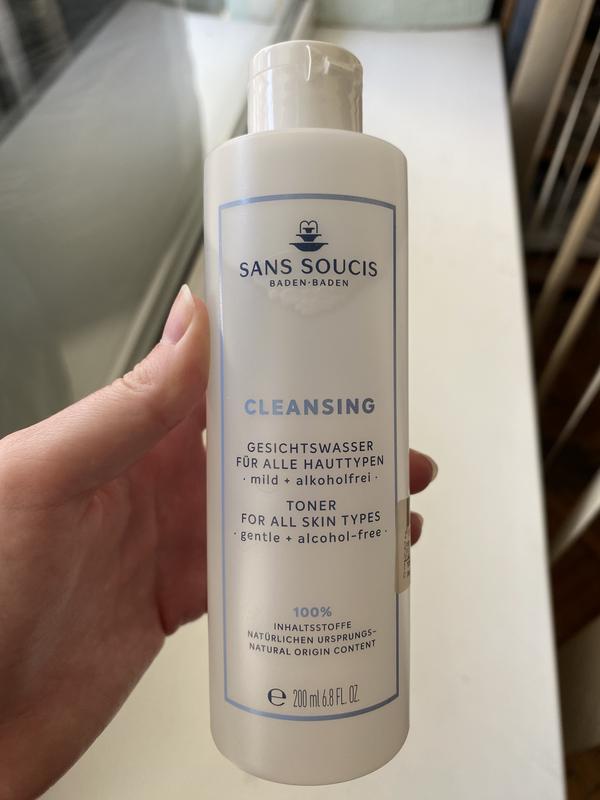 SANS SOUCIS
BADEN·BADEN
CLEANSING
GESICHTSWASSER
FÜR ALLE HAUTTYPEN
· mild + alkoholfrei ·
TONER
FOR ALL SKIN TYPES
· gentle + alcohol-free ·
100%
INHALTSSTOFFE
NATÜRLICHEN URSPRUNGS-
NATURAL ORIGIN CONTENT
℮ 200 ml 6.8 FL. OZ.